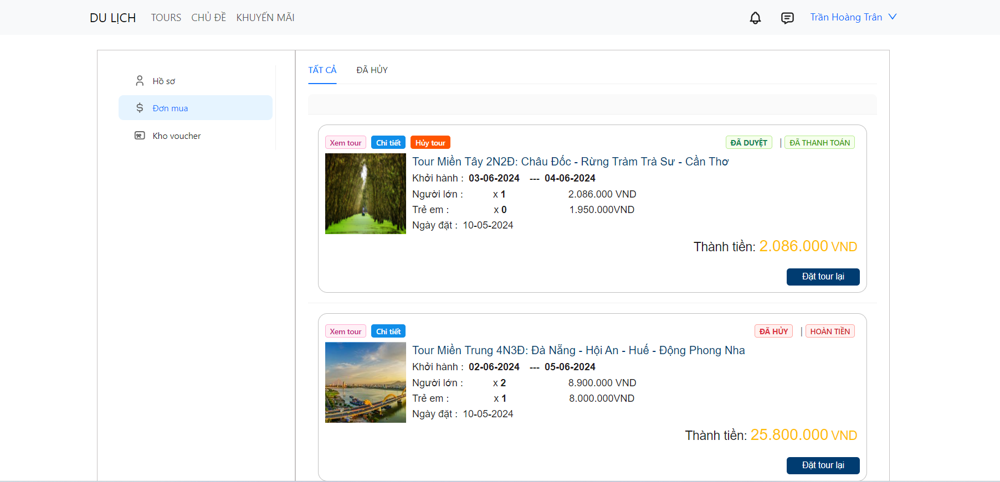 DU LỊCH TOURS CHỦ ĐỀ KHUYẾN MÃI Trần Hoàng Trân
Hồ sơ
Đơn mua
Kho voucher
TẤT CẢ ĐÃ HỦY
Xem tour Chi tiết Hủy tour ĐÃ DUYỆT | ĐÃ THANH TOÁN
Tour Miền Tây 2N2Đ: Châu Đốc - Rừng Tràm Trà Sư - Cần Thơ
Khởi hành : 03-06-2024 --- 04-06-2024
Người lớn : x 1 2.086.000 VND
Trẻ em : x 0 1.950.000VND
Ngày đặt : 10-05-2024
Thành tiền: 2.086.000 VND
Đặt tour lại
Xem tour Chi tiết ĐÃ HỦY | HOÀN TIỀN
Tour Miền Trung 4N3Đ: Đà Nẵng - Hội An - Huế - Động Phong Nha
Khởi hành : 02-06-2024 --- 05-06-2024
Người lớn : x 2 8.900.000 VND
Trẻ em : x 1 8.000.000VND
Ngày đặt : 10-05-2024
Thành tiền: 25.800.000 VND
Đặt tour lại